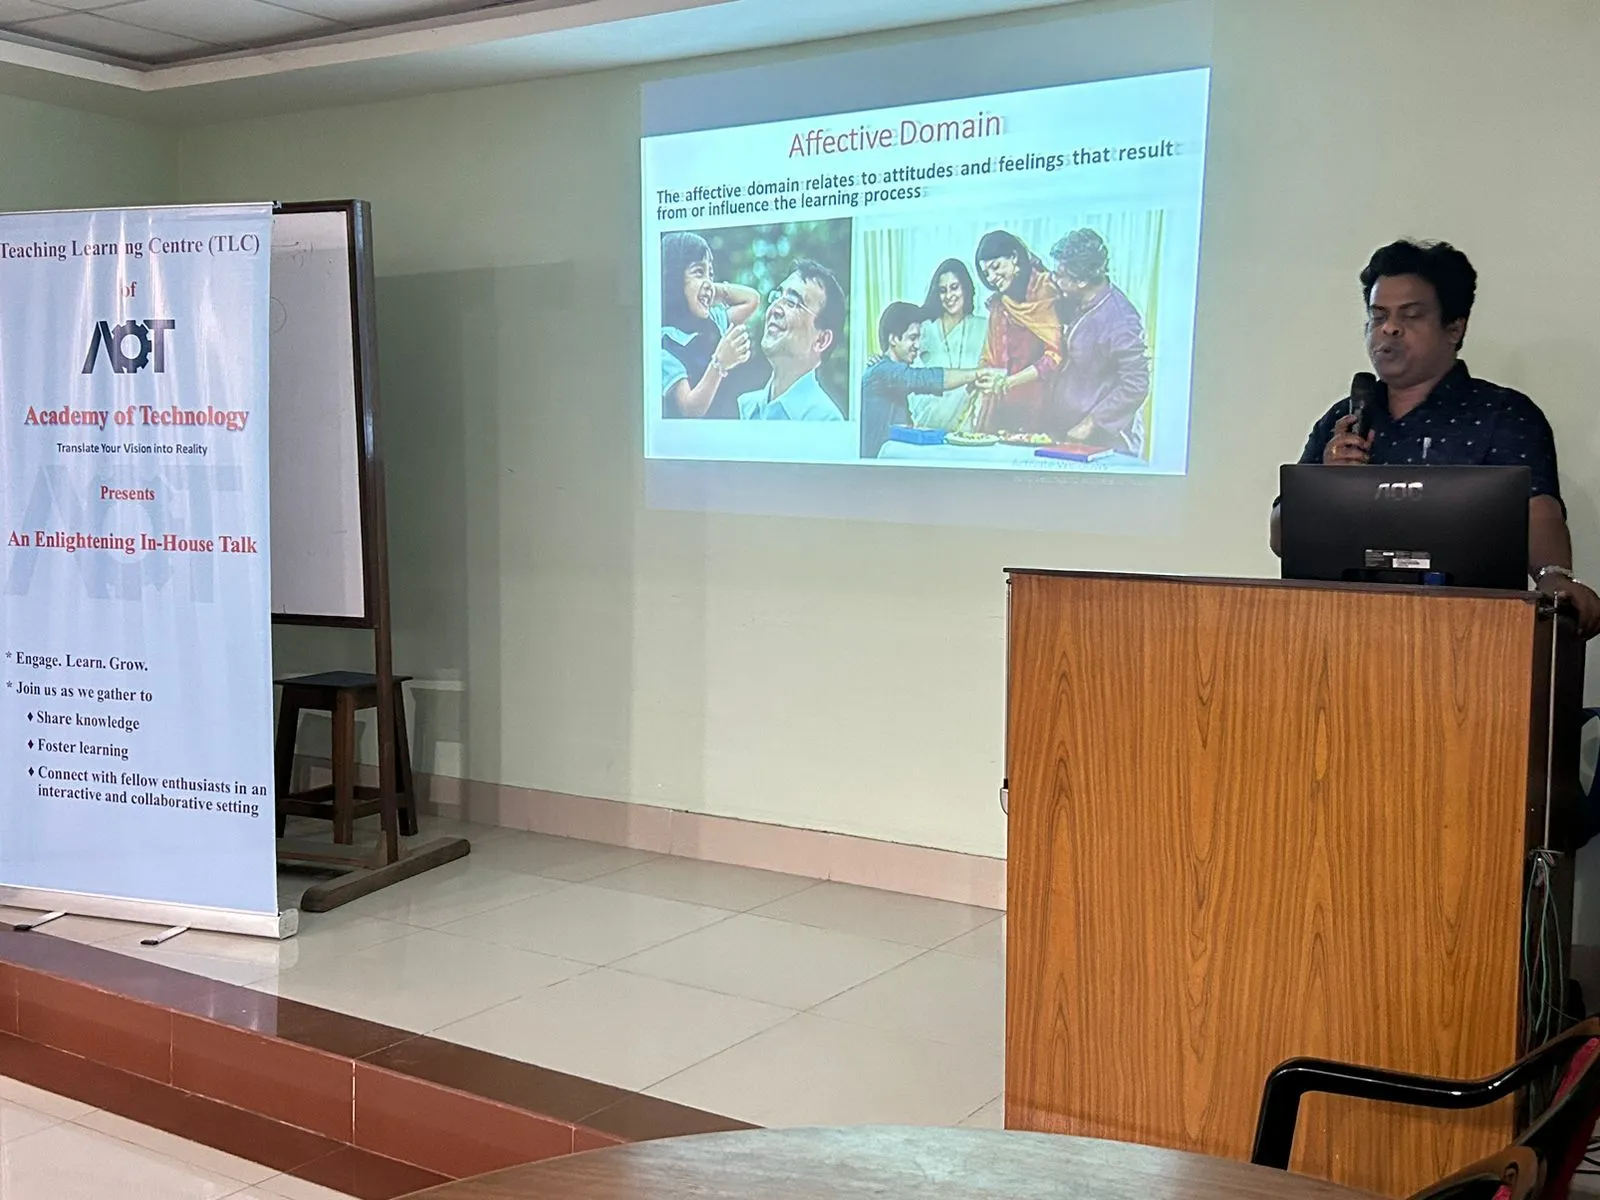 Teaching Learning Centre (TLC)
of
AOT
Academy of Technology
Translate Your Vision into Reality
Presents
An Enlightening In-House Talk
* Engage. Learn. Grow.
* Join us as we gather to
♦ Share knowledge
♦ Foster learning
♦ Connect with fellow enthusiasts in an
interactive and collaborative setting
Affective Domain
The affective domain relates to attitudes and feelings that result
from or influence the learning process
Activate Windows
AOC